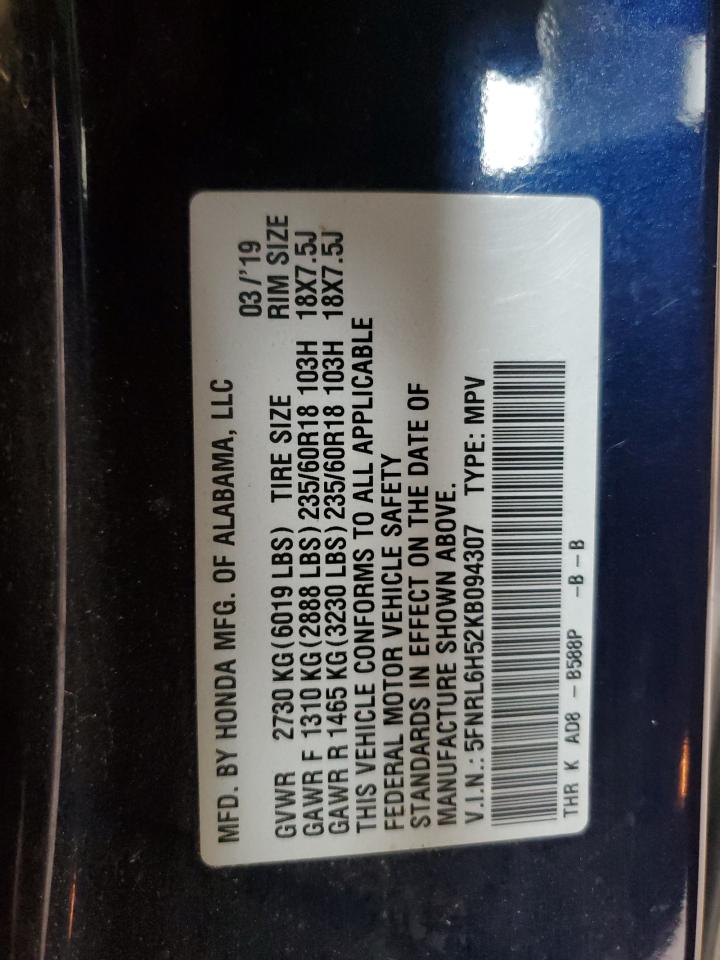 MFD. BY HONDA MFG. OF ALABAMA, LLC
03/'19
GVWR 2730 KG (6019 LBS) TIRE SIZE RIM SIZE
GAWR F 1310 KG (2888 LBS) 235/60R18 103H 18X7.5J
GAWR R 1465 KG (3230 LBS) 235/60R18 103H 18X7.5J
THIS VEHICLE CONFORMS TO ALL APPLICABLE
FEDERAL MOTOR VEHICLE SAFETY
STANDARDS IN EFFECT ON THE DATE OF
MANUFACTURE SHOWN ABOVE.
V.I.N.: 5FNRL6H52KB094307 TYPE: MPV
THR K AD8 - B588P - B - B